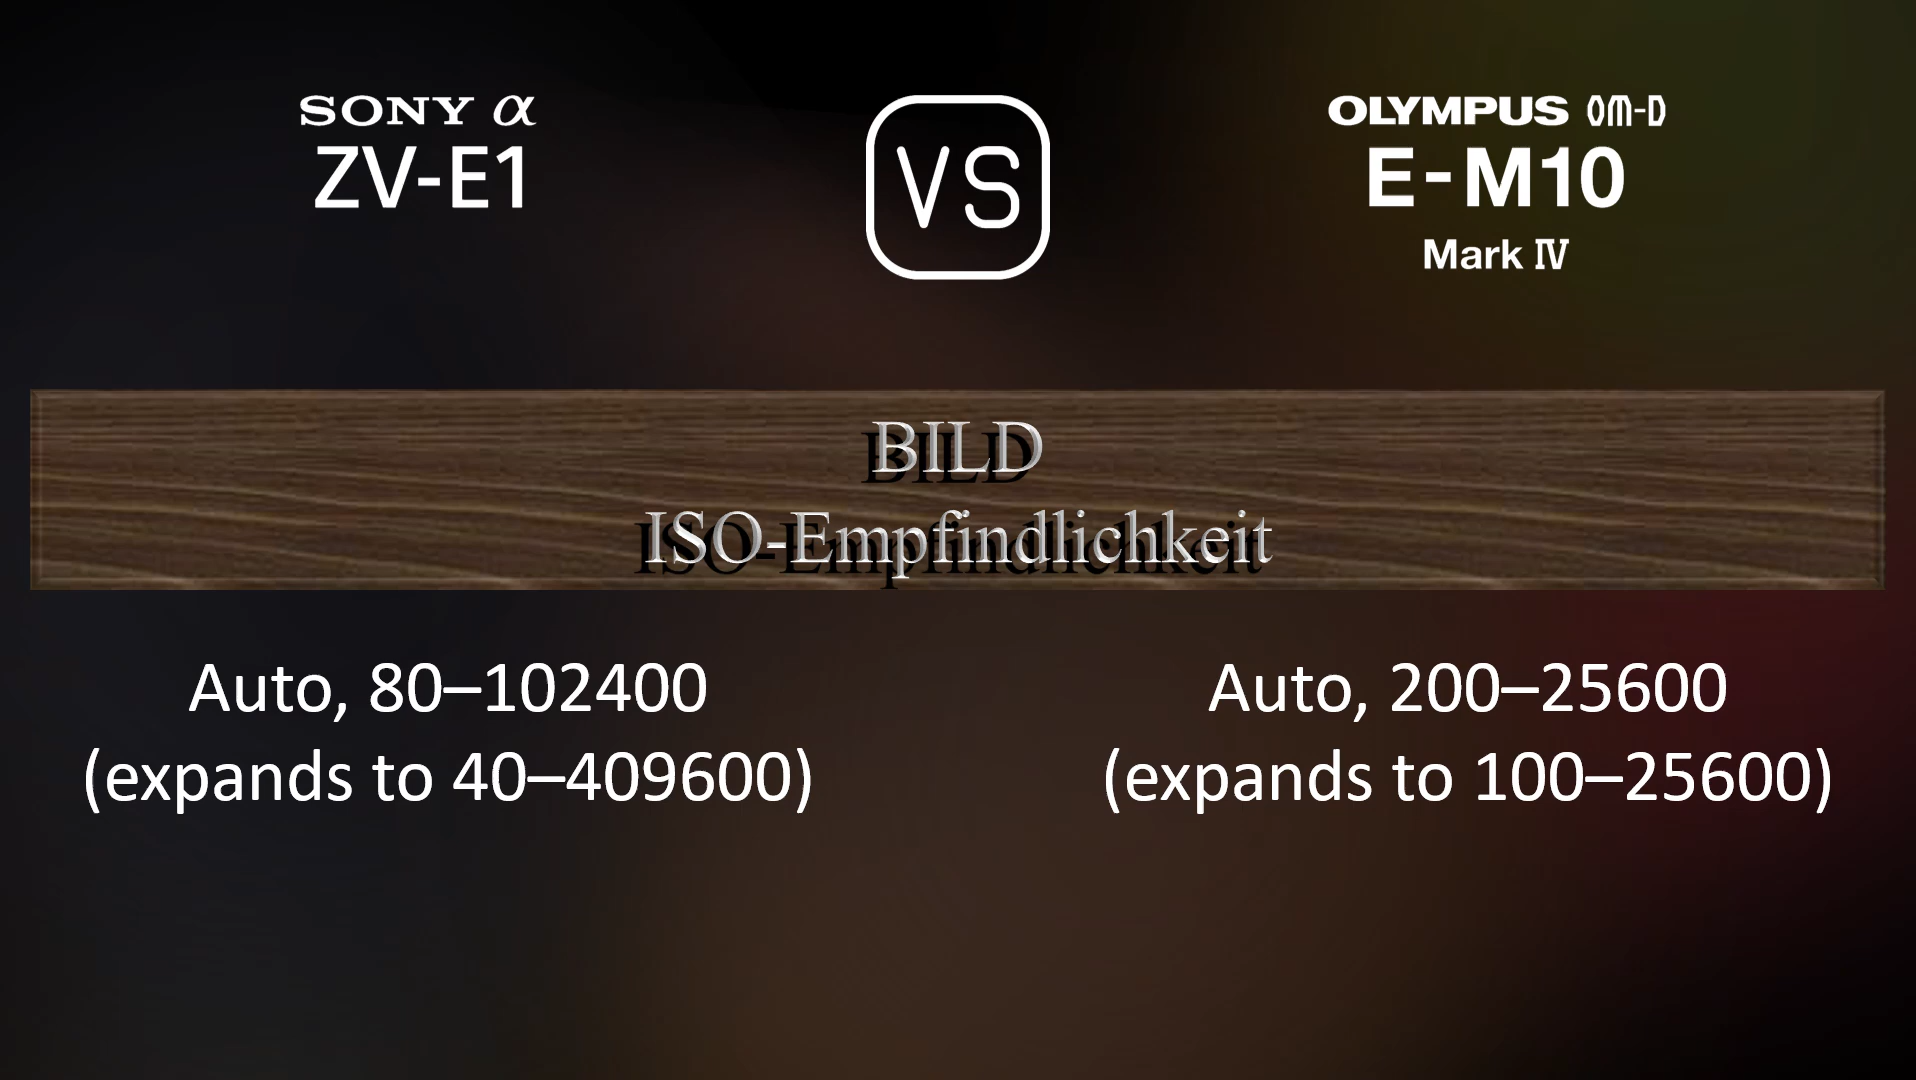 SONY α
ZV-E1
VS
OLYMPUS OM-D
E-M10
Mark IV
BILD
ISO-Empfindlichkeit
Auto, 80–102400
(expands to 40–409600)
Auto, 200–25600
(expands to 100–25600)